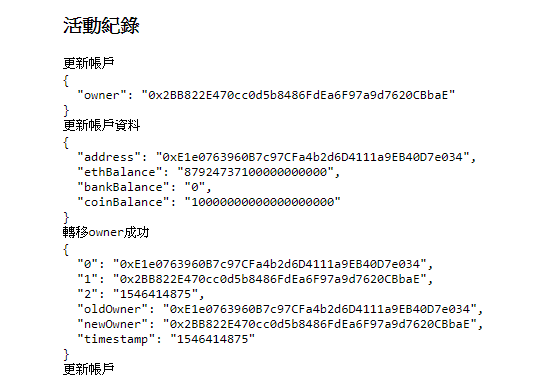 活動紀錄
更新帳戶
{
  "owner": "0x2BB822E470cc0d5b8486FdEa6F97a9d7620CBbaE"
}
更新帳戶資料
{
  "address": "0xE1e0763960B7c97CFa4b2d6D4111a9EB40D7e034",
  "ethBalance": "87924737100000000000",
  "bankBalance": "0",
  "coinBalance": "10000000000000000000"
}
轉移owner成功
{
  "0": "0xE1e0763960B7c97CFa4b2d6D4111a9EB40D7e034",
  "1": "0x2BB822E470cc0d5b8486FdEa6F97a9d7620CBbaE",
  "2": "1546414875",
  "oldOwner": "0xE1e0763960B7c97CFa4b2d6D4111a9EB40D7e034",
  "newOwner": "0x2BB822E470cc0d5b8486FdEa6F97a9d7620CBbaE",
  "timestamp": "1546414875"
}
更新帳戶